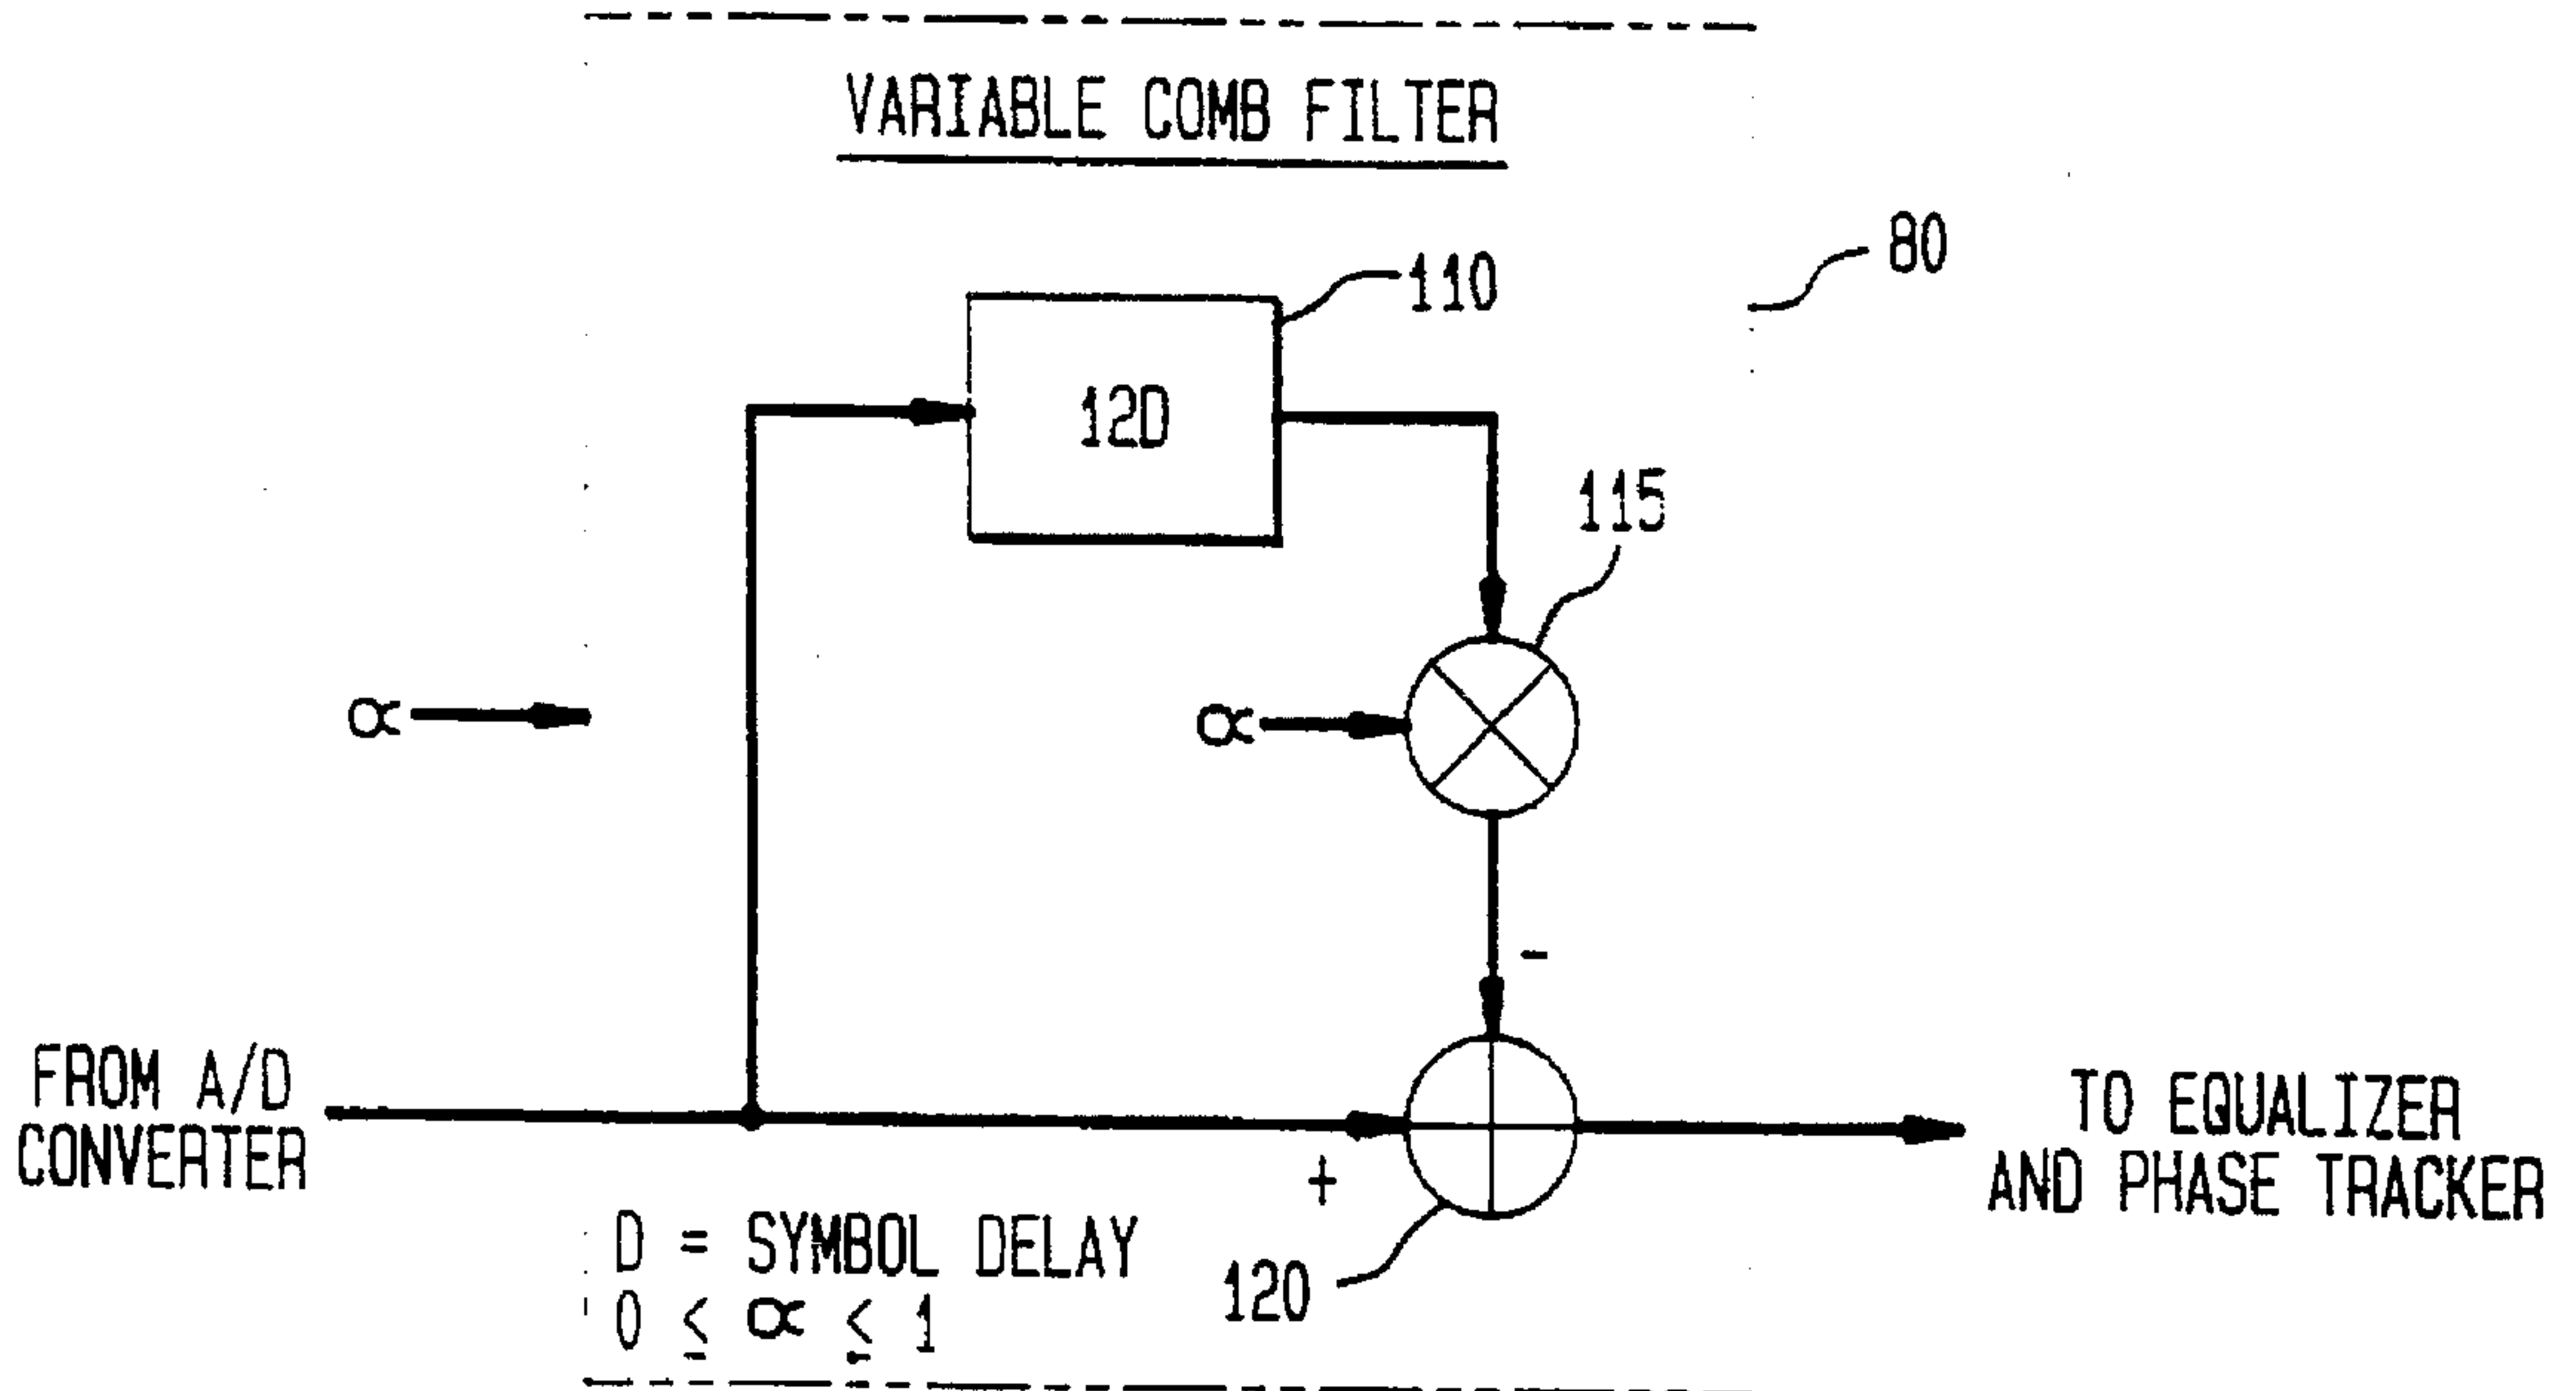 VARIABLE COMB FILTER
80
110
12D
115
α
α
-
FROM A/D
CONVERTER
+
TO EQUALIZER
AND PHASE TRACKER
D = SYMBOL DELAY
0 ≤ α ≤ 1
120